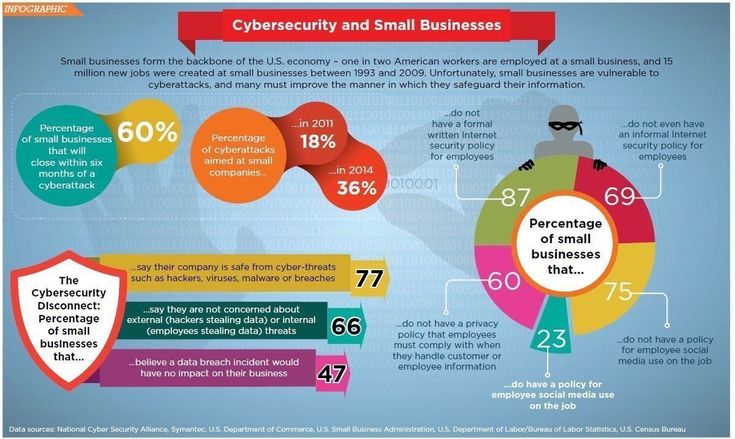 INFOGRAPHIC
Cybersecurity and Small Businesses
Small businesses form the backbone of the U.S. economy – one in two American workers are employed at a small business, and 15
million new jobs were created at small businesses between 1993 and 2009. Unfortunately, small businesses are vulnerable to
cyberattacks, and many must improve the manner in which they safeguard their information.
Percentage
of small businesses
that will
close within six
months of a
cyberattack
60%
Percentage
of cyberattacks
aimed at small
companies...
...in 2011
18%
...in 2014
36%
...do not
have a formal
written Internet
security policy
for employees
87
...do not even have
an informal Internet
security policy for
employees
69
Percentage
of small
businesses
that...
60
...do not have a privacy
policy that employees
must comply with when
they handle customer or
employee information
23
...do have a policy for
employee social media use
on the job
75
...do not have a policy
for employee social
media use on the job
The
Cybersecurity
Disconnect:
Percentage
of small
businesses
that...
...say their company is safe from cyber-threats
such as hackers, viruses, malware or breaches
77
...say they are not concerned about
external (hackers stealing data) or internal
(employees stealing data) threats
66
...believe a data breach incident would
have no impact on their business
47
Data sources: National Cyber Security Alliance, Symantec, U.S. Department of Commerce, U.S. Small Business Administration, U.S. Department of Labor/Bureau of Labor Statistics, U.S. Census Bureau